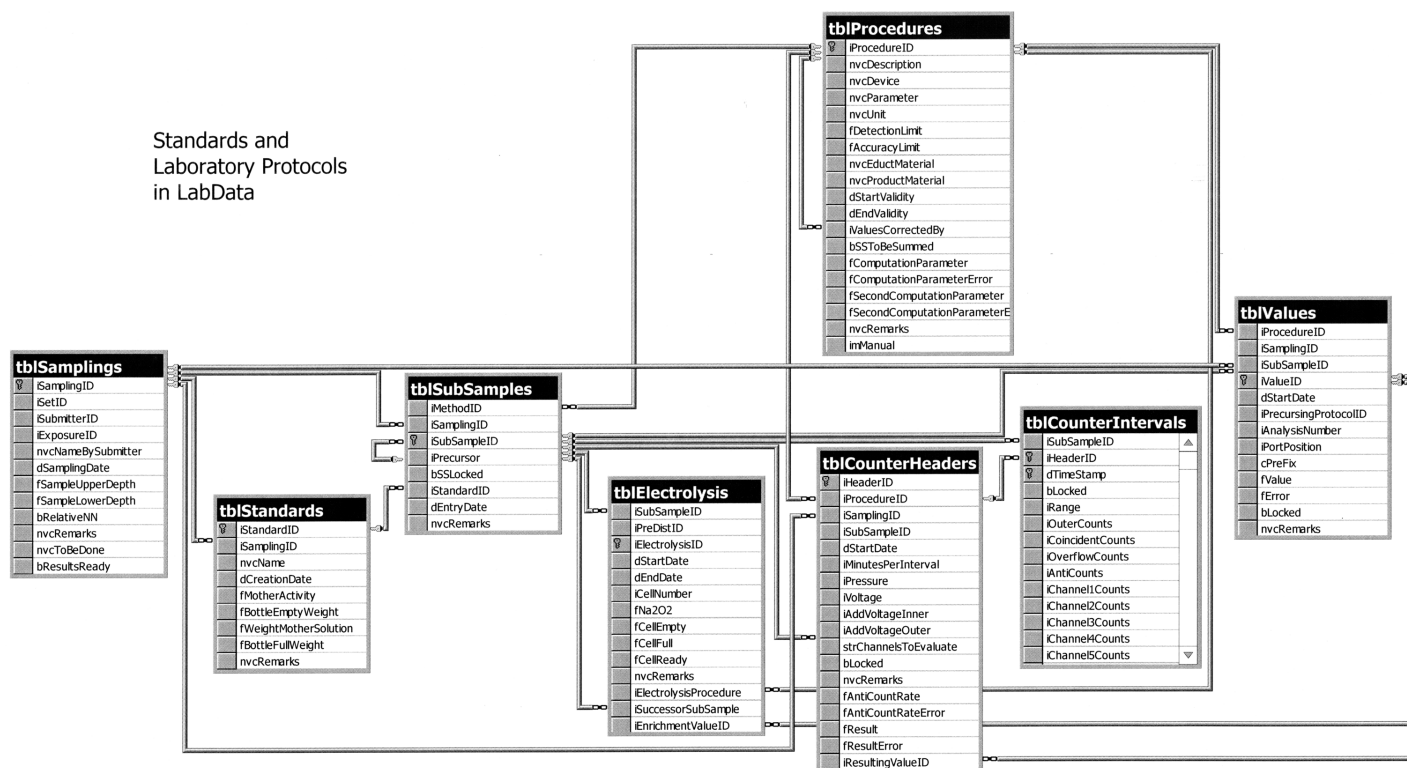 Standards and
Laboratory Protocols
in LabData
tblProcedures
iProcedureID
nvcDescription
nvcDevice
nvcParameter
nvcUnit
fDetectionLimit
fAccuracyLimit
nvcEductMaterial
nvcProductMaterial
dStartValidity
dEndValidity
iValuesCorrectedBy
bSSToBeSummed
fComputationParameter
fComputationParameterError
fSecondComputationParameter
fSecondComputationParameterE
nvcRemarks
imManual
tblSamplings
iSamplingID
iSetID
iSubmitterID
iExposureID
nvcNameBySubmitter
dSamplingDate
fSampleUpperDepth
fSampleLowerDepth
bRelativeNN
nvcRemarks
nvcToBeDone
bResultsReady
tblStandards
iStandardID
iSamplingID
nvcName
dCreationDate
fMotherActivity
fBottleEmptyWeight
fWeightMotherSolution
fBottleFullWeight
nvcRemarks
tblSubSamples
iMethodID
iSamplingID
iSubSampleID
iPrecursor
bSSLocked
iStandardID
dEntryDate
nvcRemarks
tblElectrolysis
iSubSampleID
iPreDistID
iElectrolysisID
dStartDate
dEndDate
iCellNumber
fNa2O2
fCellEmpty
fCellFull
fCellReady
nvcRemarks
iElectrolysisProcedure
iSuccessorSubSample
iEnrichmentValueID
tblCounterHeaders
iHeaderID
iProcedureID
iSamplingID
iSubSampleID
dStartDate
iMinutesPerInterval
iPressure
iVoltage
iAddVoltageInner
iAddVoltageOuter
strChannelsToEvaluate
bLocked
nvcRemarks
fAntiCountRate
fAntiCountRateError
fResult
fResultError
iResultingValueID
tblCounterIntervals
iSubSampleID
iHeaderID
dTimeStamp
bLocked
iRange
iOuterCounts
iCoincidentCounts
iOverflowCounts
iAntiCounts
iChannel1Counts
iChannel2Counts
iChannel3Counts
iChannel4Counts
iChannel5Counts
tblValues
iProcedureID
iSamplingID
iSubSampleID
iValueID
dStartDate
iPrecursingProtocolID
iAnalysisNumber
iPortPosition
cPreFix
fValue
fError
bLocked
nvcRemarks